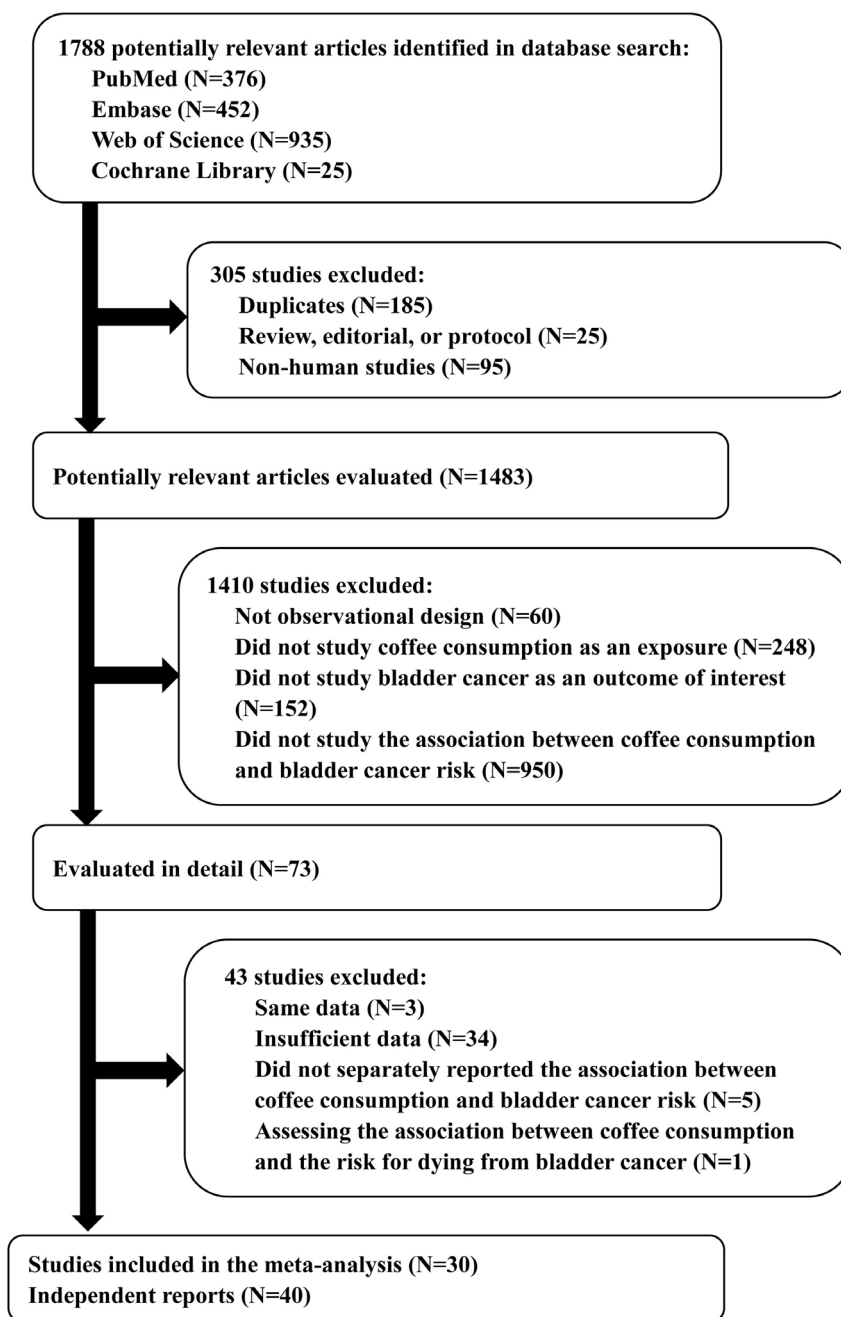 1788 potentially relevant articles identified in database search:
PubMed (N=376)
Embase (N=452)
Web of Science (N=935)
Cochrane Library (N=25)
305 studies excluded:
Duplicates (N=185)
Review, editorial, or protocol (N=25)
Non-human studies (N=95)
Potentially relevant articles evaluated (N=1483)
1410 studies excluded:
Not observational design (N=60)
Did not study coffee consumption as an exposure (N=248)
Did not study bladder cancer as an outcome of interest
(N=152)
Did not study the association between coffee consumption
and bladder cancer risk (N=950)
Evaluated in detail (N=73)
43 studies excluded:
Same data (N=3)
Insufficient data (N=34)
Did not separately reported the association between
coffee consumption and bladder cancer risk (N=5)
Assessing the association between coffee consumption
and the risk for dying from bladder cancer (N=1)
Studies included in the meta-analysis (N=30)
Independent reports (N=40)